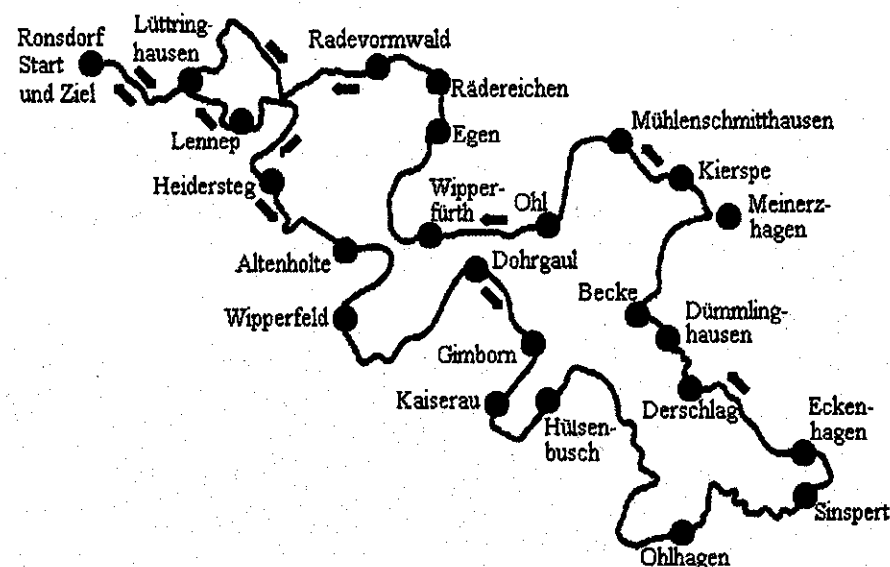 Ronsdorf
Start
und Ziel
Lüttring-
hausen
Radevormwald
Rädereichen
Egen
Lennep
Heidersteg
Mühlenschmitthausen
Kierspe
Meinerz-
hagen
Wipper-
fürth
Ohl
Altenholte
Dohrgaul
Wipperfeld
Becke
Dümmling-
hausen
Gimborn
Kaiserau
Hülsen-
busch
Derschlag
Ecken-
hagen
Sinspert
Ohlhagen